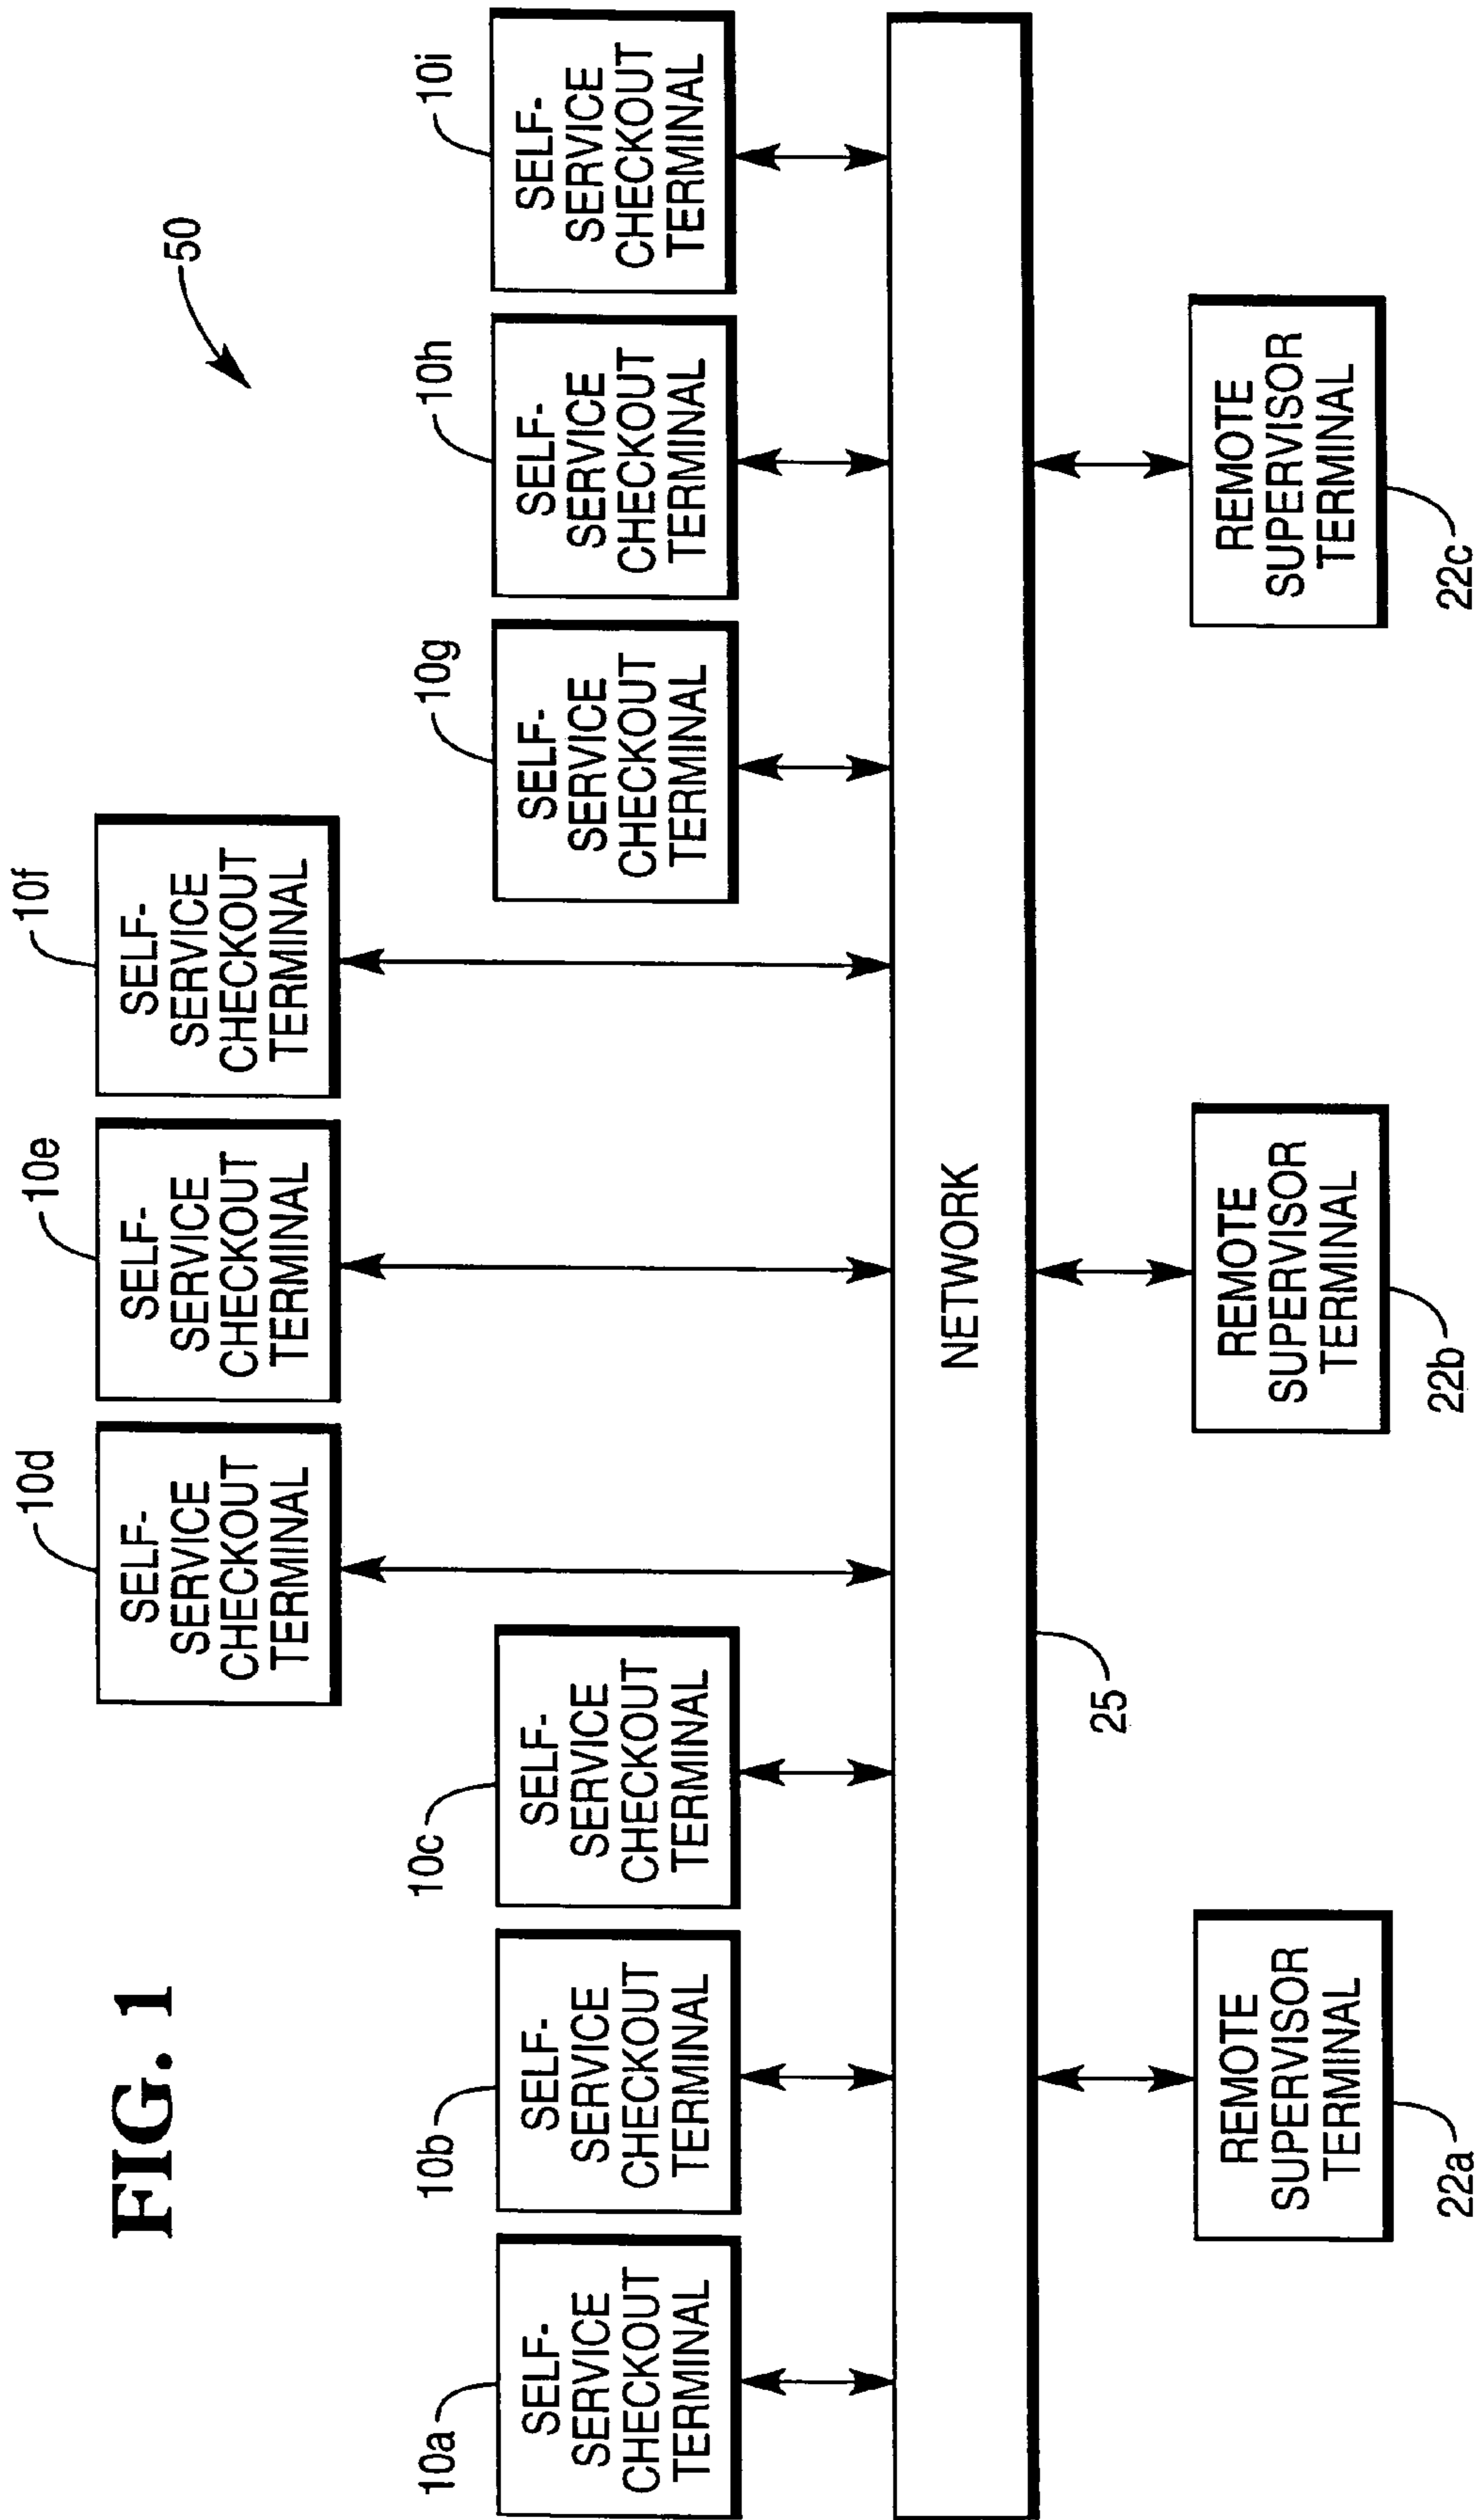 FIG. 1
50
10d
SELF-
SERVICE
CHECKOUT
TERMINAL
10e
SELF-
SERVICE
CHECKOUT
TERMINAL
10f
SELF-
SERVICE
CHECKOUT
TERMINAL
10a
SELF-
SERVICE
CHECKOUT
TERMINAL
10b
SELF-
SERVICE
CHECKOUT
TERMINAL
10c
SELF-
SERVICE
CHECKOUT
TERMINAL
10g
SELF-
SERVICE
CHECKOUT
TERMINAL
10h
SELF-
SERVICE
CHECKOUT
TERMINAL
10i
SELF-
SERVICE
CHECKOUT
TERMINAL
NETWORK
25
REMOTE
SUPERVISOR
TERMINAL
22a
REMOTE
SUPERVISOR
TERMINAL
22b
REMOTE
SUPERVISOR
TERMINAL
22c